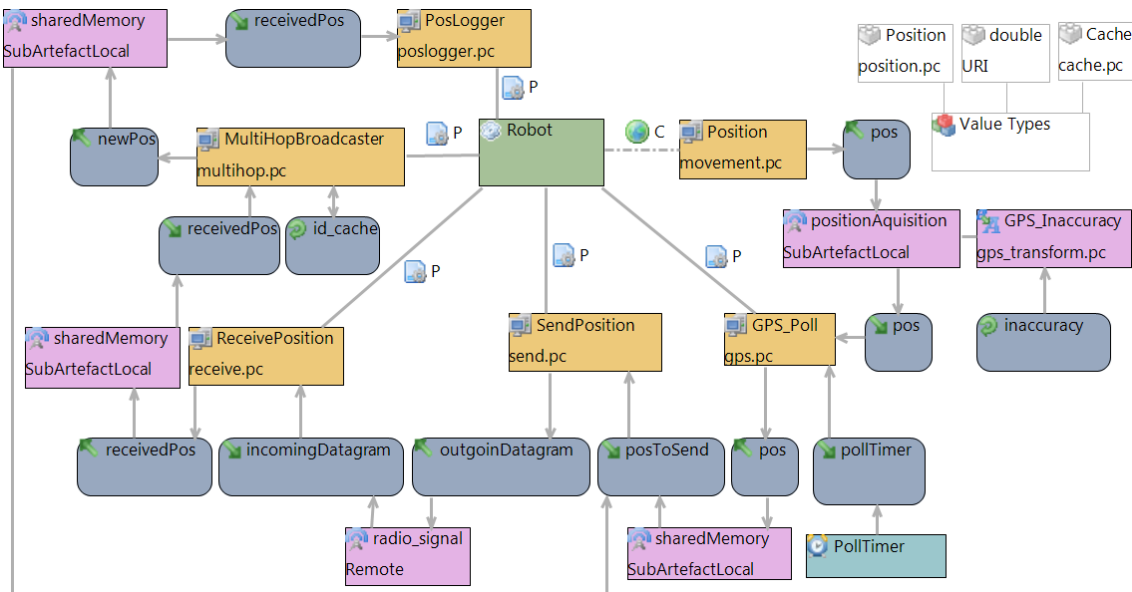 sharedMemory
SubArtefactLocal
receivedPos
PosLogger
poslogger.pc
P
Position
position.pc
double
URI
Cache
cache.pc
Value Types
newPos
MultiHopBroadcaster
multihop.pc
P
Robot
C
Position
movement.pc
pos
receivedPos
id_cache
P
P
P
positionAquisition
SubArtefactLocal
GPS_Inaccuracy
gps_transform.pc
sharedMemory
SubArtefactLocal
ReceivePosition
receive.pc
SendPosition
send.pc
GPS_Poll
gps.pc
pos
inaccuracy
receivedPos
incomingDatagram
outgoinDatagram
posToSend
pos
pollTimer
radio_signal
Remote
sharedMemory
SubArtefactLocal
PollTimer